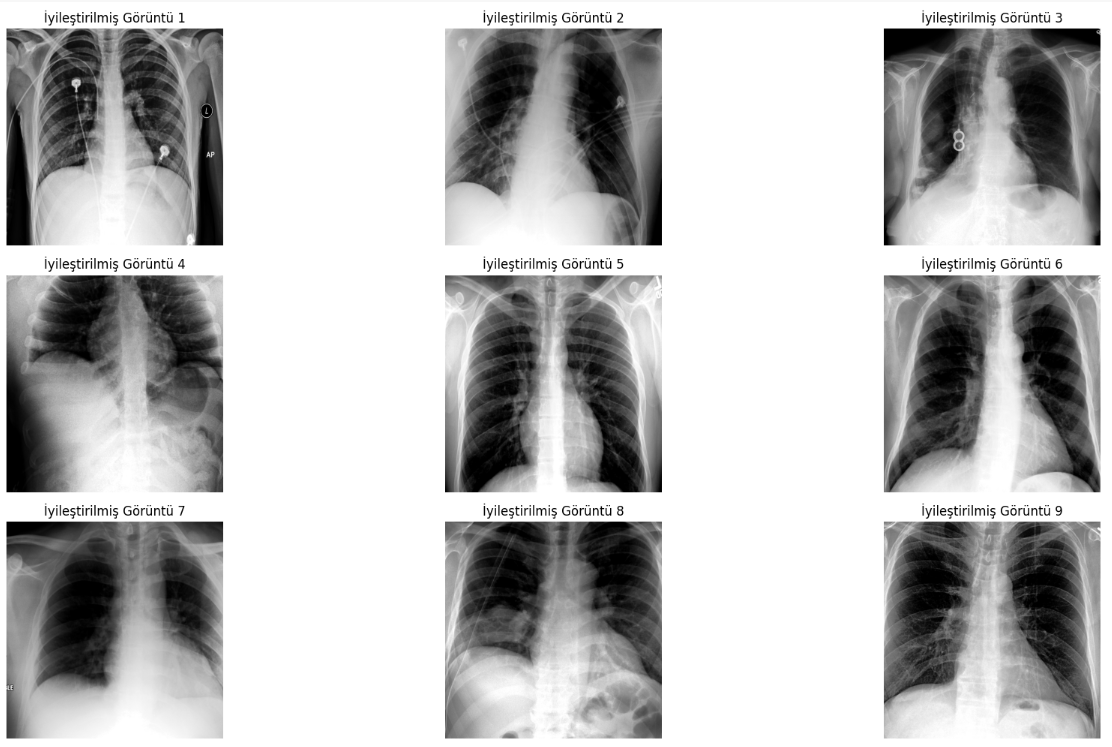 İyileştirilmiş Görüntü 1
İyileştirilmiş Görüntü 2
İyileştirilmiş Görüntü 3
L
AP
İyileştirilmiş Görüntü 4
İyileştirilmiş Görüntü 5
İyileştirilmiş Görüntü 6
İyileştirilmiş Görüntü 7
İyileştirilmiş Görüntü 8
İyileştirilmiş Görüntü 9